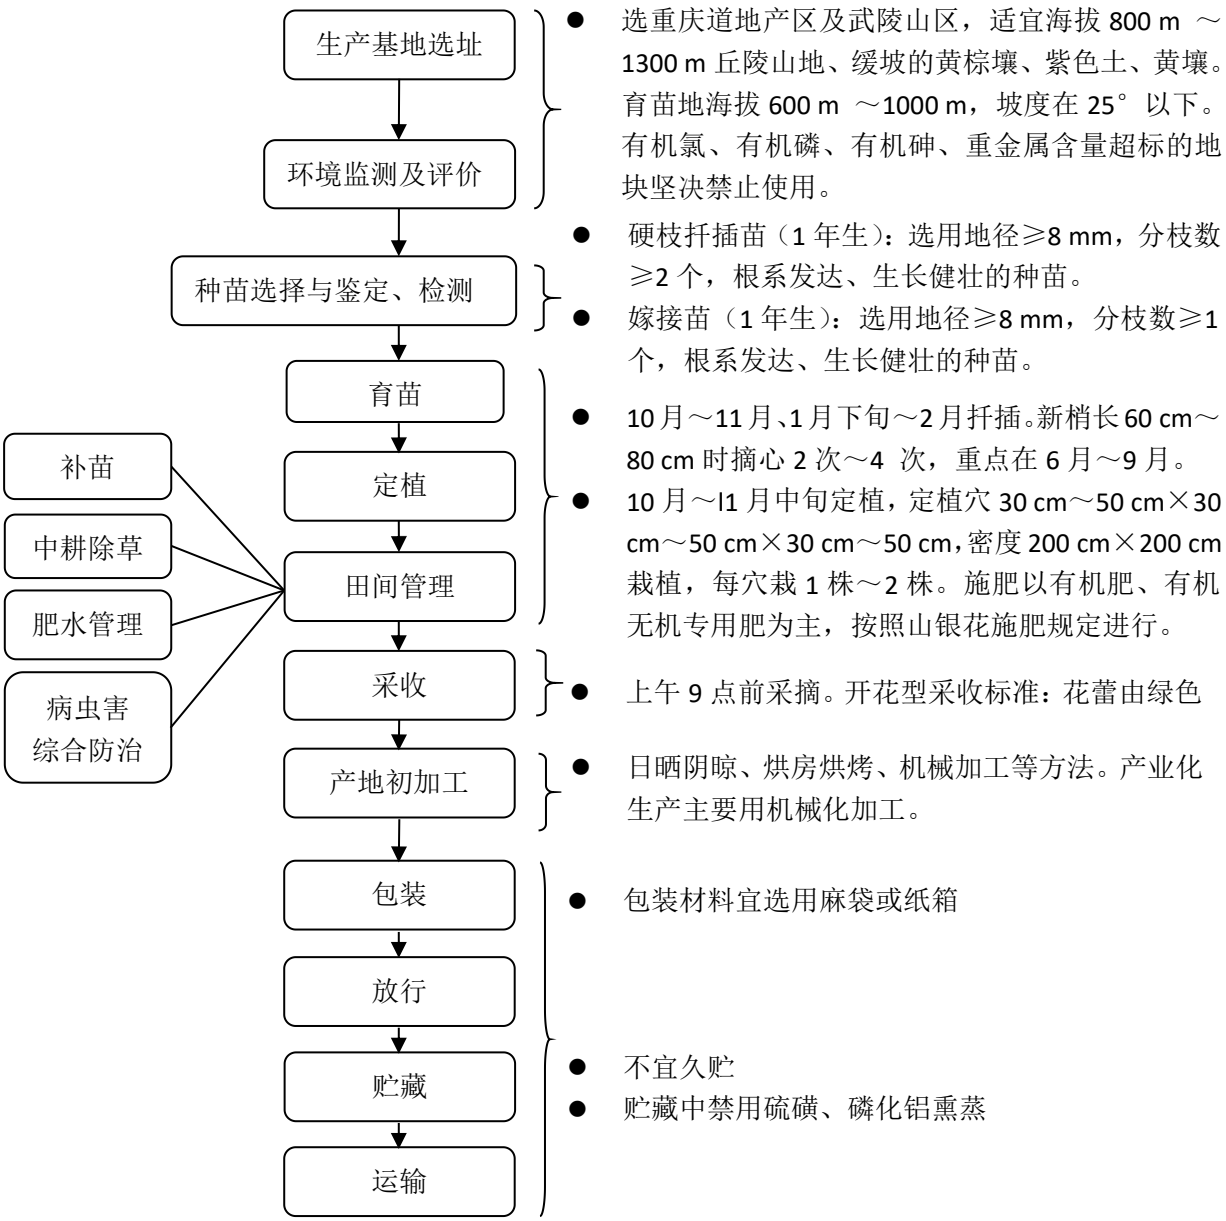 生产基地选址
环境监测及评价
● 选重庆道地产区及武陵山区，适宜海拔 800 m ～
1300 m 丘陵山地、缓坡的黄棕壤、紫色土、黄壤。
育苗地海拔 600 m ～1000 m，坡度在 25° 以下。
有机氯、有机磷、有机砷、重金属含量超标的地
块坚决禁止使用。
种苗选择与鉴定、检测
● 硬枝扦插苗（1 年生）：选用地径≥8 mm，分枝数
≥2 个，根系发达、生长健壮的种苗。
● 嫁接苗（1 年生）：选用地径≥8 mm，分枝数≥1
个，根系发达、生长健壮的种苗。
育苗
定植
田间管理
补苗
中耕除草
肥水管理
病虫害
综合防治
● 10 月～11 月、1 月下旬～2 月扦插。新梢长 60 cm～
80 cm 时摘心 2 次～4 次，重点在 6 月～9 月。
● 10 月～l1 月中旬定植，定植穴 30 cm～50 cm×30
cm～50 cm×30 cm～50 cm，密度 200 cm×200 cm
栽植，每穴栽 1 株～2 株。施肥以有机肥、有机
无机专用肥为主，按照山银花施肥规定进行。
采收
● 上午 9 点前采摘。开花型采收标准：花蕾由绿色
产地初加工
● 日晒阴晾、烘房烘烤、机械加工等方法。产业化
生产主要用机械化加工。
包装
● 包装材料宜选用麻袋或纸箱
放行
贮藏
● 不宜久贮
● 贮藏中禁用硫磺、磷化铝熏蒸
运输